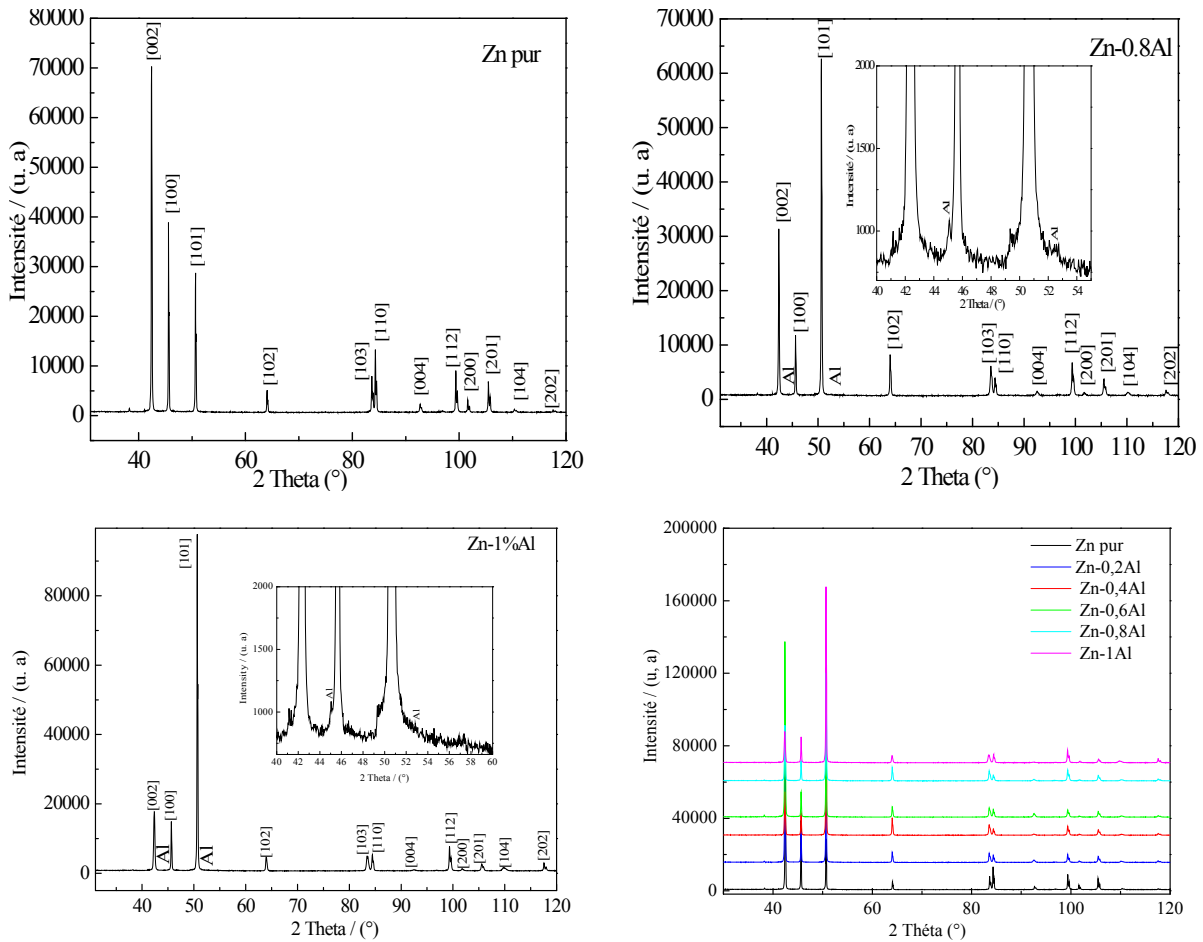 Zn pur
Intensité / (u. a)
80000
70000
60000
50000
40000
30000
20000
10000
0
[002]
[100]
[101]
[102]
[103]
[110]
[004]
[112]
[200]
[201]
[104]
[202]
40 60 80 100 120
2 Theta (°)
Zn-0.8Al
Intensité / (u. a)
70000
60000
50000
40000
30000
20000
10000
0
[002]
Al
[100]
[101]
Al
[102]
[103]
[110]
[004]
[112]
[200]
[201]
[104]
[202]
40 50 60 70 80 90 100 110 120
2 Theta (°)
Intensité / (u. a)
2000
1500
1000
Al
Al
40 42 44 46 48 50 52 54
2 Theta / (°)
Zn-1%Al
Intensité / (u. a)
80000
60000
40000
20000
0
[002]
Al
[100]
[101]
Al
[102]
[103]
[110]
[004]
[112]
[200]
[201]
[104]
[202]
40 50 60 70 80 90 100 110 120
2 Theta / (°)
Intensity / (u. a)
2000
1500
1000
Al
Al
40 42 44 46 48 50 52 54 56 58 60
2 Theta / (°)
Intensité / (u, a)
200000
160000
120000
80000
40000
0
Zn pur
Zn-0,2Al
Zn-0,4Al
Zn-0,6Al
Zn-0,8Al
Zn-1Al
40 60 80 100 120
2 Théta (°)